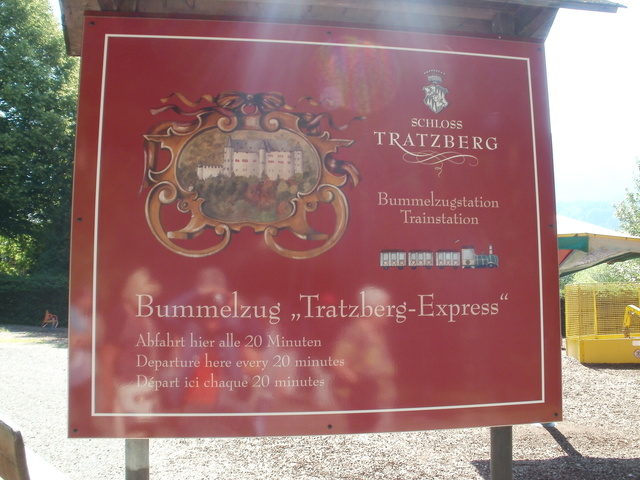 SCHLOSS
TRATZBERG
Bummelzugstation
Trainstation
Bummelzug „Tratzberg-Express“
Abfahrt hier alle 20 Minuten
Departure here every 20 minutes
Départ ici chaque 20 minutes